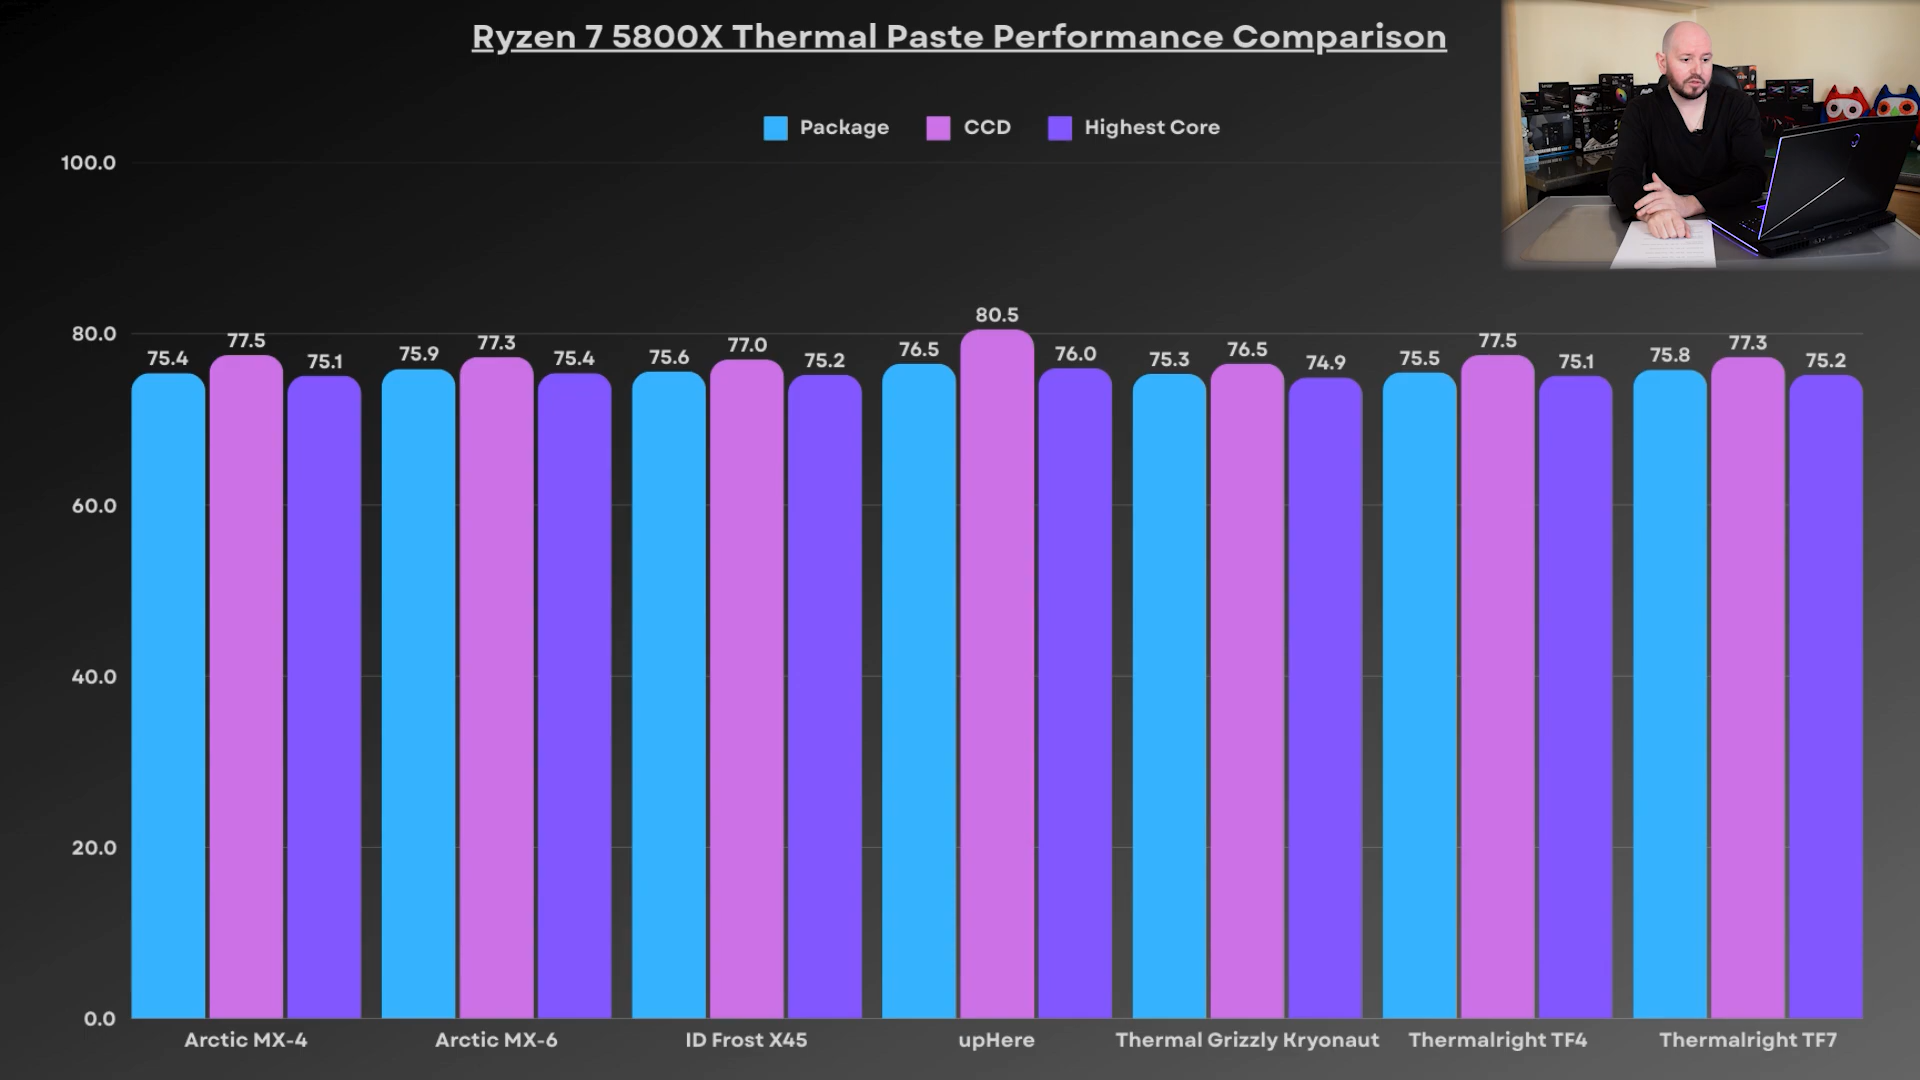 Ryzen 7 5800X Thermal Paste Performance Comparison
Package CCD Highest Core
100.0
80.0
60.0
40.0
20.0
0.0
75.4 77.5 75.1
75.9 77.3 75.4
75.6 77.0 75.2
76.5 80.5 76.0
75.3 76.5 74.9
75.5 77.5 75.1
75.8 77.3 75.2
Arctic MX-4
Arctic MX-6
ID Frost X45
upHere
Thermal Grizzly Kryonaut
Thermalright TF4
Thermalright TF7